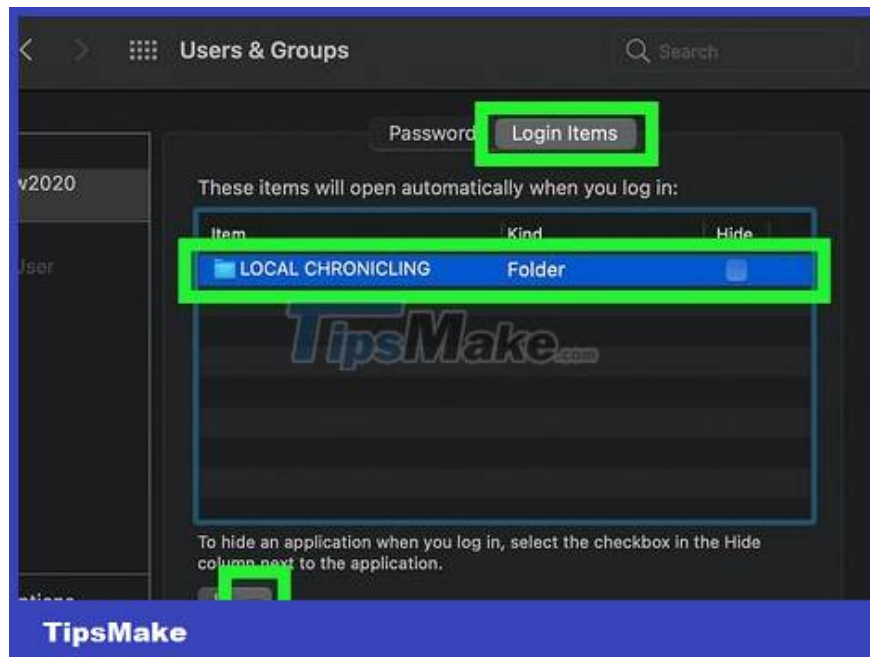 Users & Groups
Search
Password
Login Items
v2020
These items will open automatically when you log in:
Item
Kind
Hide
User
LOCAL CHRONICLING
Folder
TipsMake.com
To hide an application when you log in, select the checkbox in the Hide
column next to the application.
TipsMake